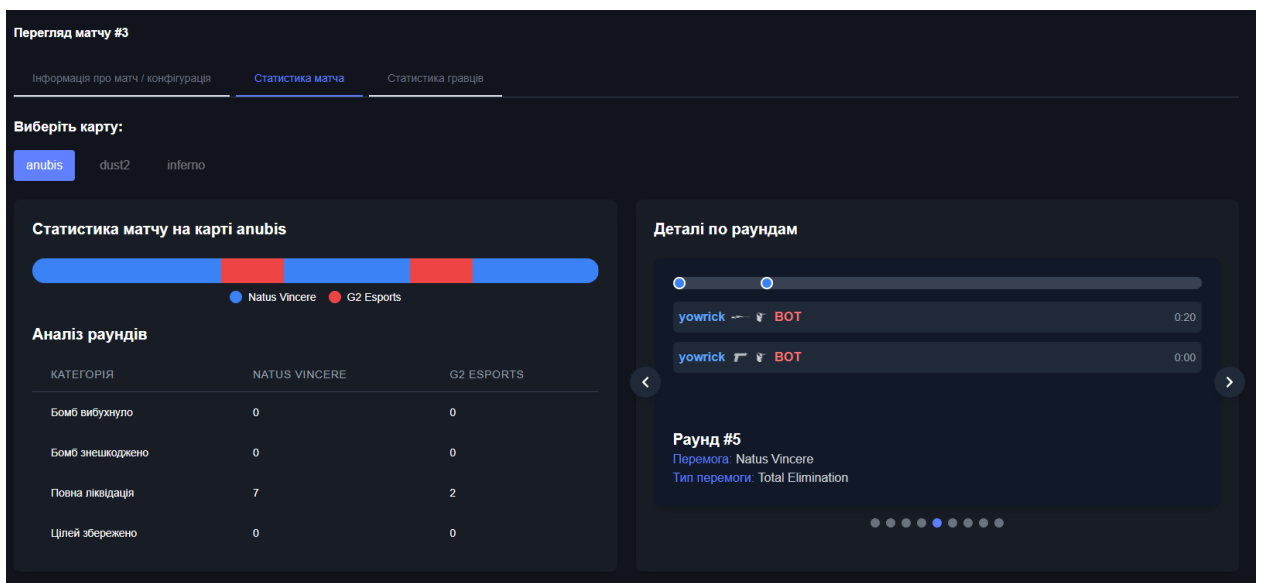 Перегляд матчу #3
Інформація про матч / конфігурація Статистика матча Статистика гравців
Виберіть карту:
anubis dust2 inferno
Статистика матчу на карті anubis
Natus Vincere G2 Esports
Аналіз раундів
КАТЕГОРІЯ NATUS VINCERE G2 ESPORTS
Бомб вибухнуло 0 0
Бомб знешкоджено 0 0
Повна ліквідація 7 2
Цілей збережено 0 0
Деталі по раундам
yowrick BOT 0:20
yowrick BOT 0:00
Раунд #5
Перемога: Natus Vincere
Тип перемоги: Total Elimination